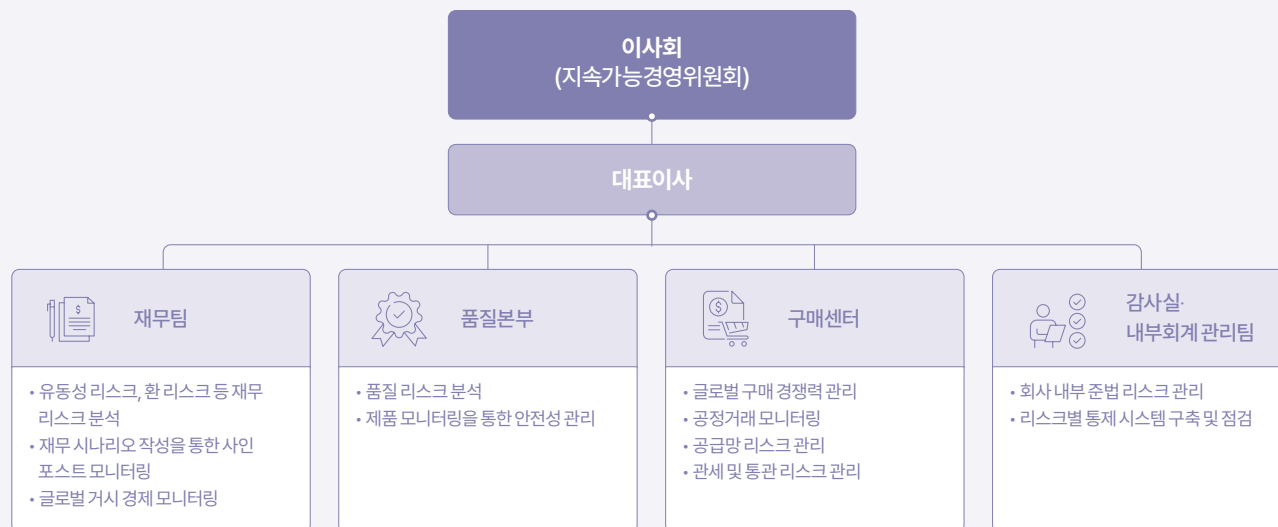 이사회
(지속가능경영위원회)
대표이사
재무팀
• 유동성 리스크, 환 리스크 등 재무
리스크 분석
• 재무 시나리오 작성을 통한 사인
포스트 모니터링
• 글로벌 거시 경제 모니터링
품질본부
• 품질 리스크 분석
• 제품 모니터링을 통한 안전성 관리
구매센터
• 글로벌 구매 경쟁력 관리
• 공정거래 모니터링
• 공급망 리스크 관리
• 관세 및 통관 리스크 관리
감사실·
내부회계 관리팀
• 회사 내부 준법 리스크 관리
• 리스크별 통제 시스템 구축 및 점검